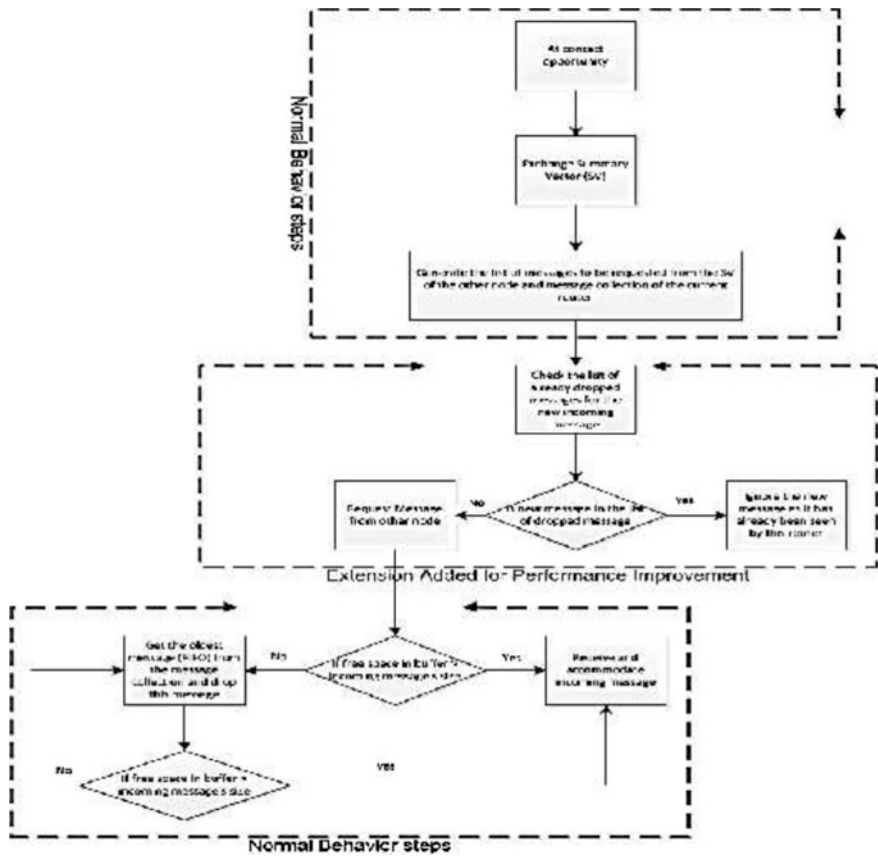 At contact
opportunity
Normal Behavior steps
Exchange Summary
Vector (SV)
Generate the list of messages to be requested from the SV
of the other node and message collection of the current
router
Check the list of
already dropped
messages for the
new incoming
message
Request Message
from other node
No
new message in the list
of dropped message
Yes
Ignore the new
message as it has
already been seen
by this router
Extension Added for Performance Improvement
Get the oldest
message (FIFO) from
the message
collection and drop
this message
No
If free space in buffer
incoming message's size
Yes
Receive and
accommodate
incoming message
No
If free space in buffer
incoming message's size
Yes
Normal Behavior steps